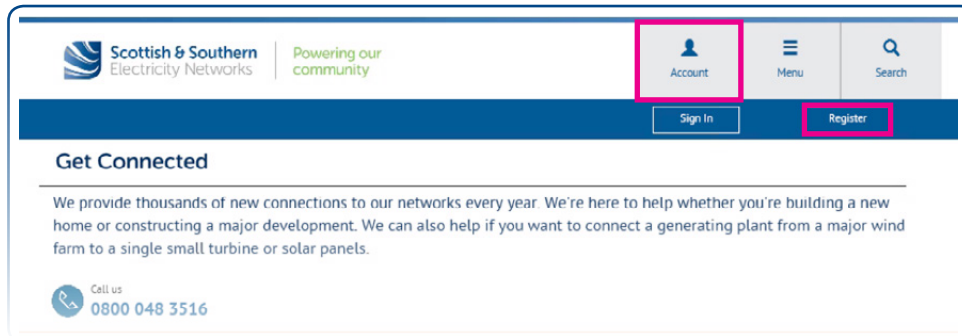 Scottish & Southern
Electricity Networks
Powering our
community
Account
Menu
Search
Sign In
Register
Get Connected
We provide thousands of new connections to our networks every year. We're here to help whether you're building a new
home or constructing a major development. We can also help if you want to connect a generating plant from a major wind
farm to a single small turbine or solar panels.
Call us
0800 048 3516